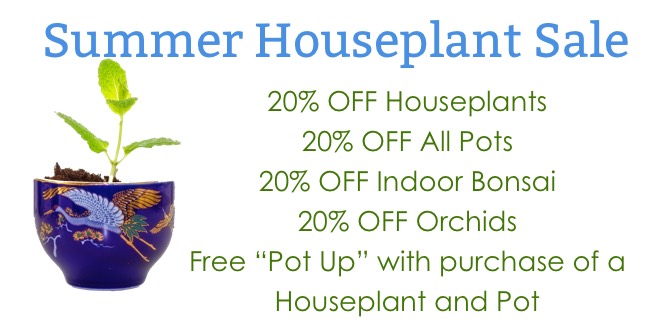 Summer Houseplant Sale
20% OFF Houseplants
20% OFF All Pots
20% OFF Indoor Bonsai
20% OFF Orchids
Free “Pot Up” with purchase of a
Houseplant and Pot